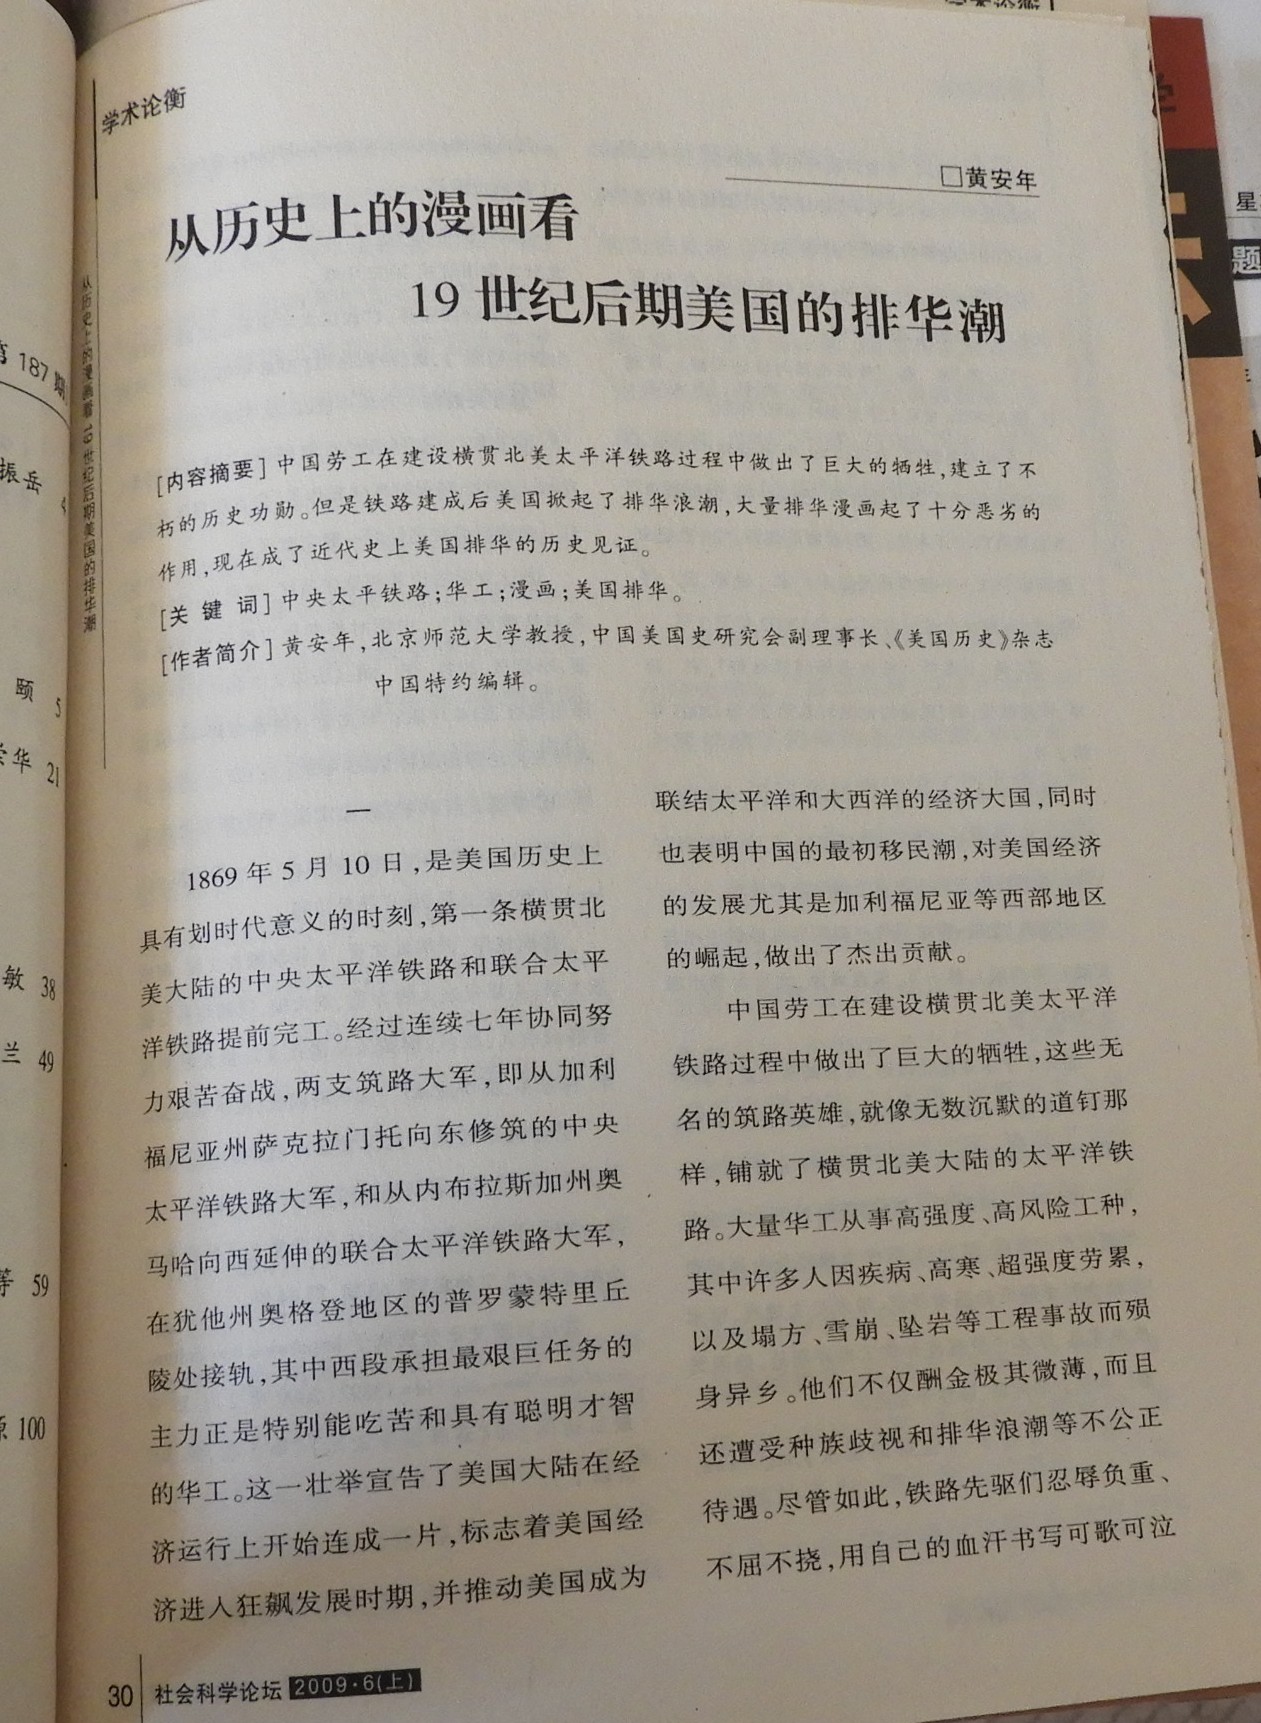 学术论衡
□黄安年
从历史上的漫画看
19世纪后期美国的排华潮
[内容摘要]中国劳工在建设横贯北美太平洋铁路过程中做出了巨大的牺牲,建立了不
朽的历史功勋。但是铁路建成后美国掀起了排华浪潮,大量排华漫画起了十分恶劣的
作用,现在成了近代史上美国排华的历史见证。
[关键词]中央太平铁路;华工;漫画;美国排华。
[作者简介]黄安年,北京师范大学教授,中国美国史研究会副理事长、《美国历史》杂志
中国特约编辑。
一
1869年5月10日,是美国历史上
具有划时代意义的时刻,第一条横贯北
美大陆的中央太平洋铁路和联合太平
洋铁路提前完工。经过连续七年协同努
力艰苦奋战,两支筑路大军,即从加利
福尼亚州萨克拉门托向东修筑的中央
太平洋铁路大军,和从内布拉斯加州奥
马哈向西延伸的联合太平洋铁路大军,
在犹他州奥格登地区的普罗蒙特里丘
陵处接轨,其中西段承担最艰巨任务的
主力正是特别能吃苦和具有聪明才智
的华工。这一壮举宣告了美国大陆在经
济运行上开始连成一片,标志着美国经
济进人狂飙发展时期,并推动美国成为
联结太平洋和大西洋的经济大国,同时
也表明中国的最初移民潮,对美国经济
的发展尤其是加利福尼亚等西部地区
的崛起,做出了杰出贡献。
中国劳工在建设横贯北美太平洋
铁路过程中做出了巨大的牺牲,这些无
名的筑路英雄,就像无数沉默的道钉那
样,铺就了横贯北美大陆的太平洋铁
路。大量华工从事高强度、高风险工种,
其中许多人因疾病、高寒、超强度劳累,
以及塌方、雪崩、坠岩等工程事故而殒
身异乡。他们不仅酬金极其微薄,而且
还遭受种族歧视和排华浪潮等不公正
待遇。尽管如此,铁路先驱们忍辱负重、
不屈不挠,用自己的血汗书写可歌可泣
30 社会科学论坛 2009·6(上)
从历史上的漫画看19世纪后期美国的排华潮
187期
振岳
颐 5
华 21
敏 38
兰 49
等 59
100
星
题